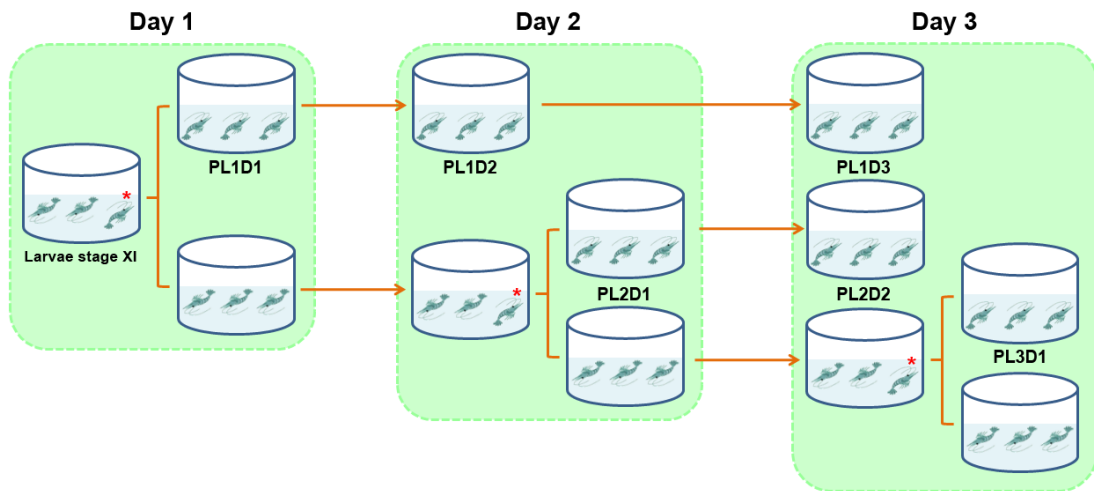 Day 1
Day 2
Day 3
PL1D1
PL1D2
PL1D3
*
Larvae stage XI
*
PL2D1
PL2D2
*
PL3D1